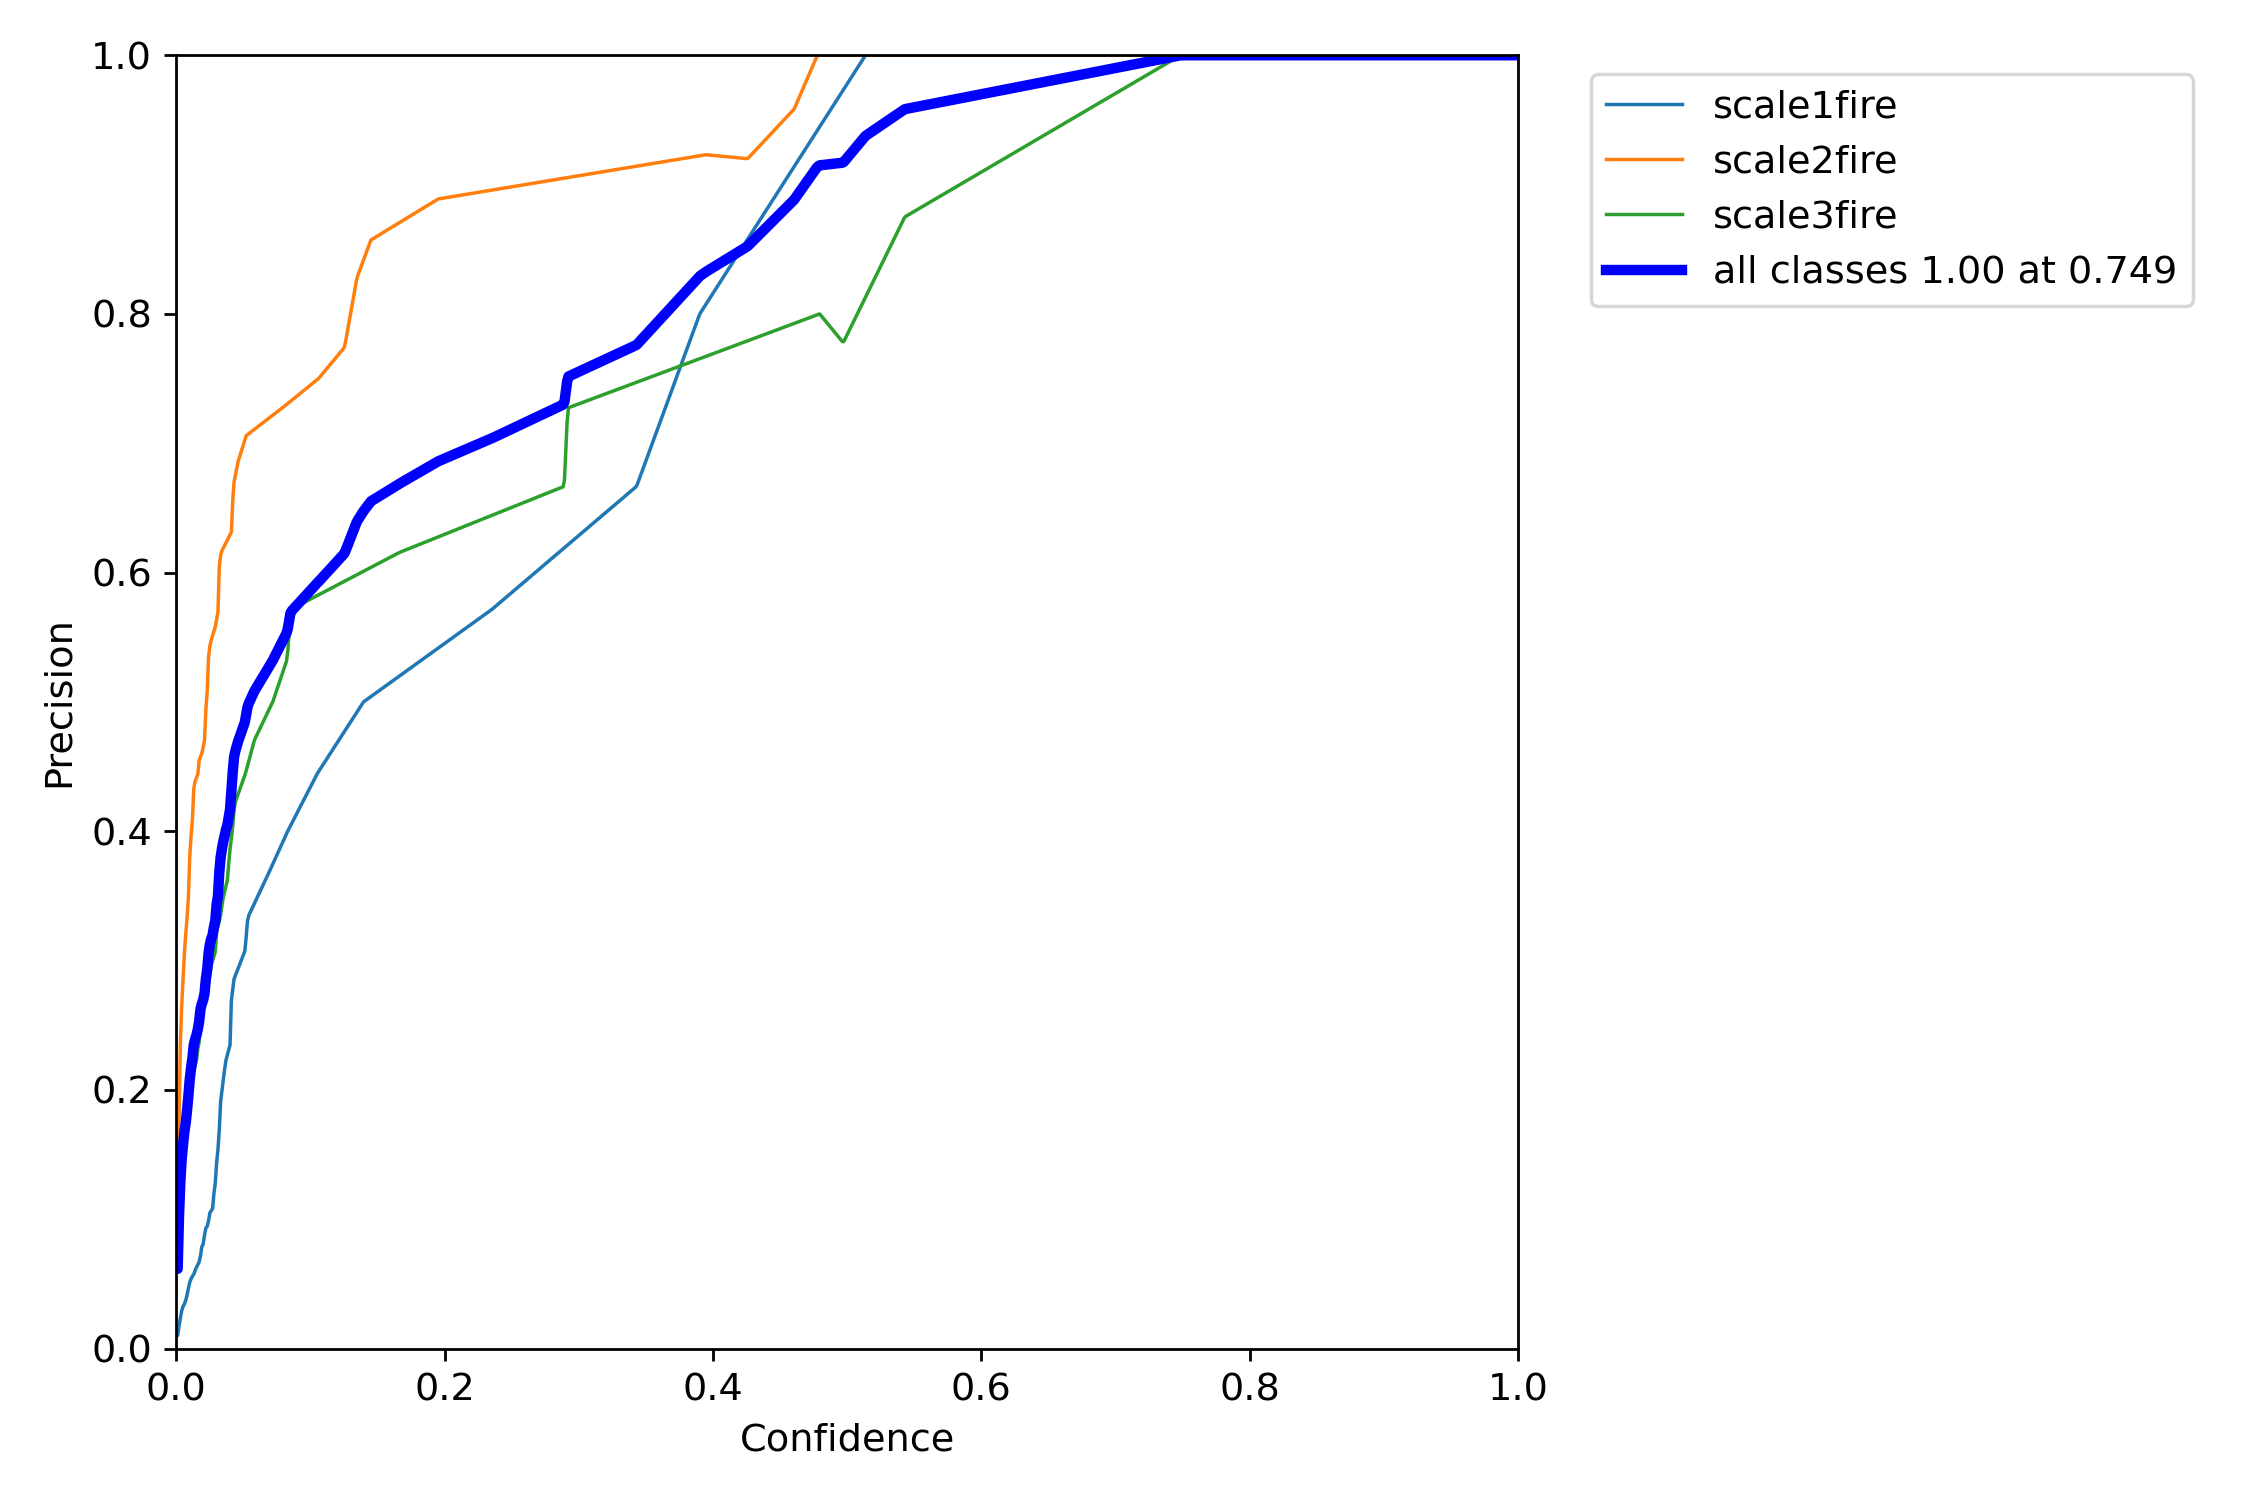 1.0
0.8
0.6
0.4
0.2
0.0
Precision
0.0 0.2 0.4 0.6 0.8 1.0
Confidence
scale1fire
scale2fire
scale3fire
all classes 1.00 at 0.749